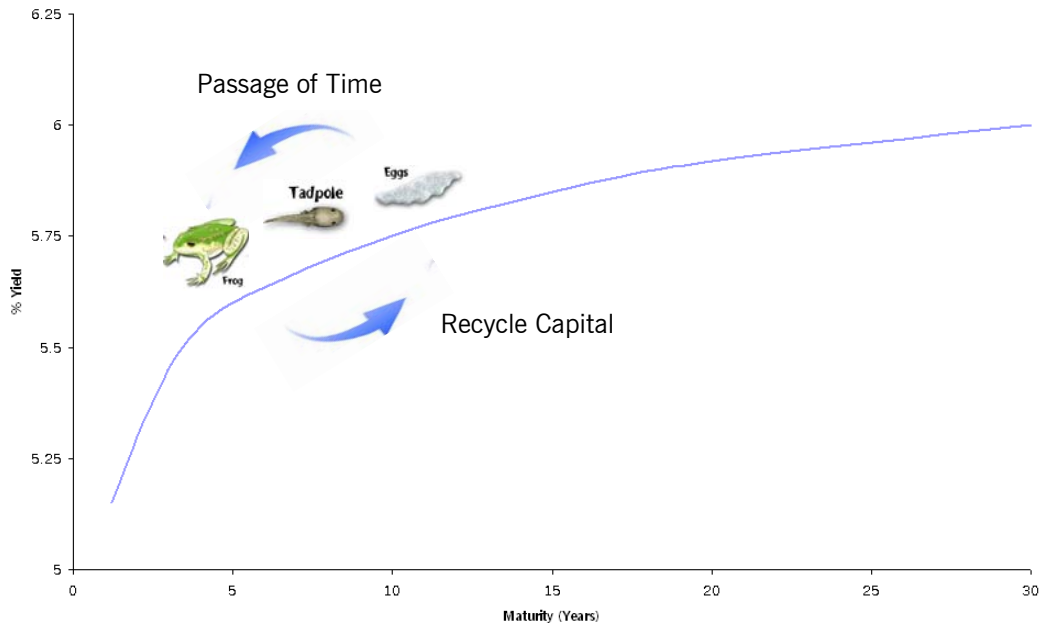 6.25
Passage of Time
6
Eggs
Tadpole
5.75
Frog
% Yield
Recycle Capital
5.5
5.25
5
0 5 10 15 20 25 30
Maturity (Years)